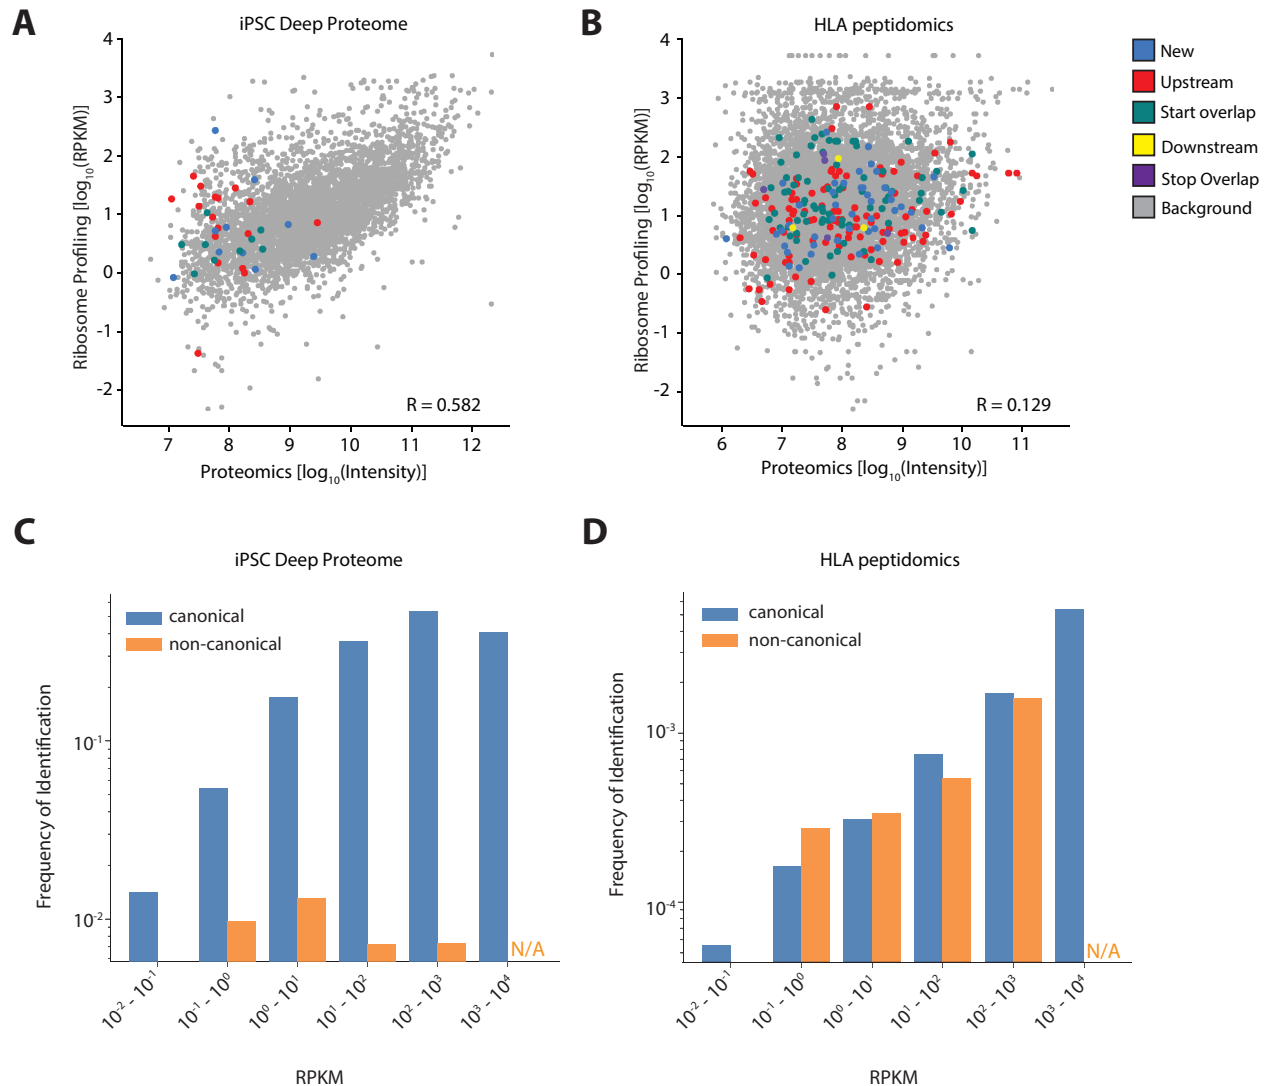 A
iPSC Deep Proteome
4
3
2
1
0
-1
-2
Ribosome Profiling [log10(RPKM)]
R = 0.582
7 8 9 10 11 12
Proteomics [log10(Intensity)]
B
HLA peptidomics
4
3
2
1
0
-1
-2
Ribosome Profiling [log10(RPKM)]
R = 0.129
6 7 8 9 10 11
Proteomics [log10(Intensity)]
New
Upstream
Start overlap
Downstream
Stop Overlap
Background
C
iPSC Deep Proteome
canonical
non-canonical
Frequency of Identification
10⁻¹
10⁻²
N/A
10⁻² - 10⁻¹
10⁻¹ - 10⁰
10⁰ - 10¹
10¹ - 10²
10² - 10³
10³ - 10⁴
RPKM
D
HLA peptidomics
canonical
non-canonical
Frequency of Identification
10⁻³
10⁻⁴
N/A
10⁻² - 10⁻¹
10⁻¹ - 10⁰
10⁰ - 10¹
10¹ - 10²
10² - 10³
10³ - 10⁴
RPKM